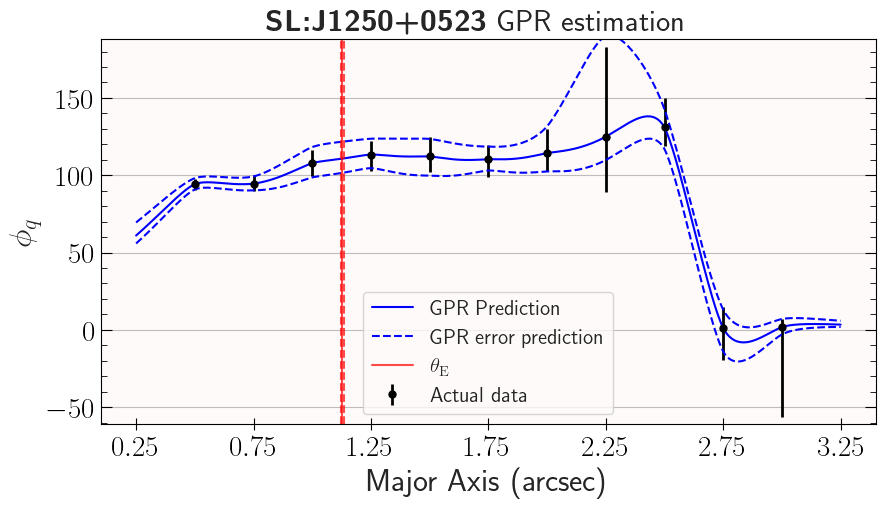 SL:J1250+0523 GPR estimation
150
100
50
0
−50
ϕq
GPR Prediction
GPR error prediction
θE
Actual data
0.25 0.75 1.25 1.75 2.25 2.75 3.25
Major Axis (arcsec)